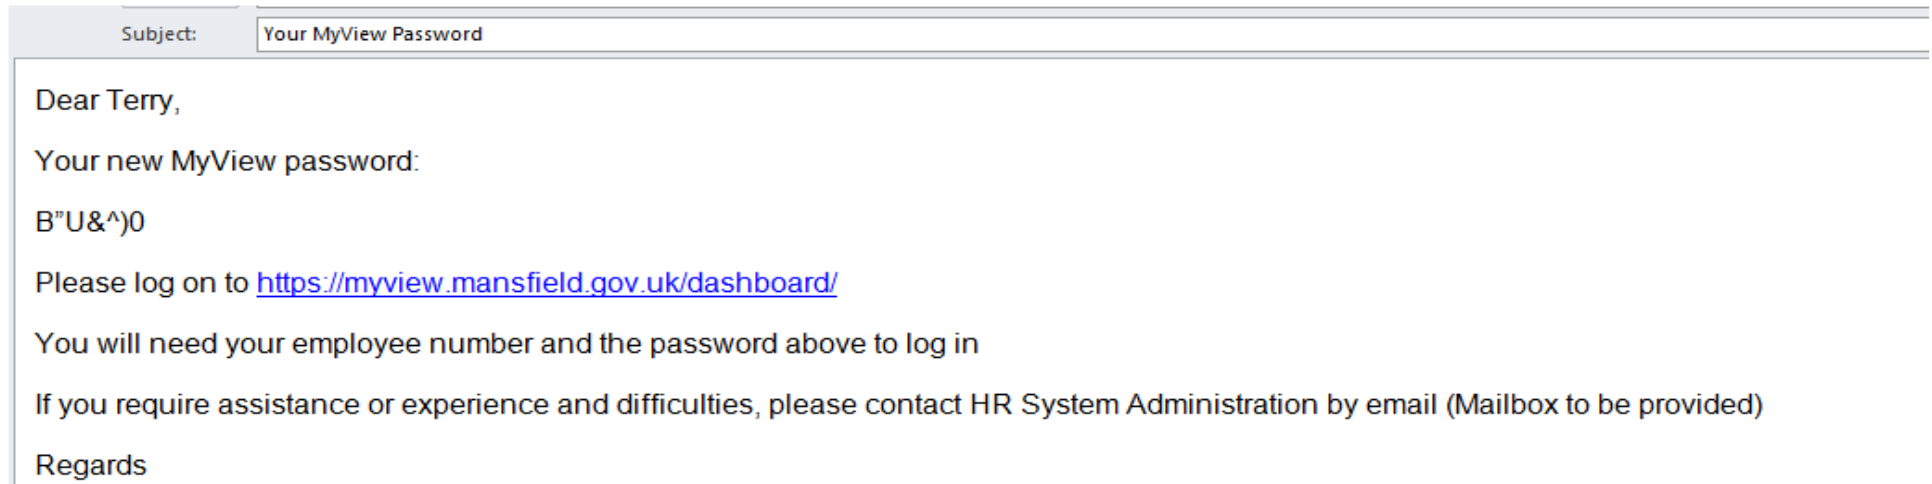 Subject: Your MyView Password
Dear Terry,
Your new MyView password:
B”U&^)0
Please log on to https://myview.mansfield.gov.uk/dashboard/
You will need your employee number and the password above to log in
If you require assistance or experience and difficulties, please contact HR System Administration by email (Mailbox to be provided)
Regards